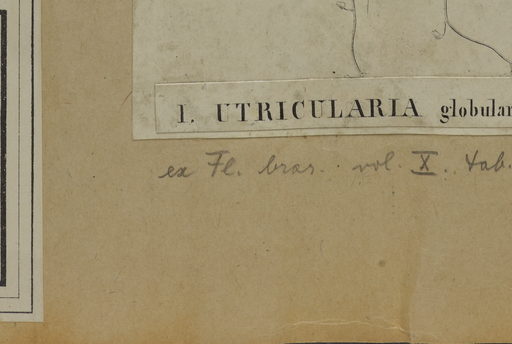 1. UTRICULARIA globular
ex Fl. bras. vol. X. tab.